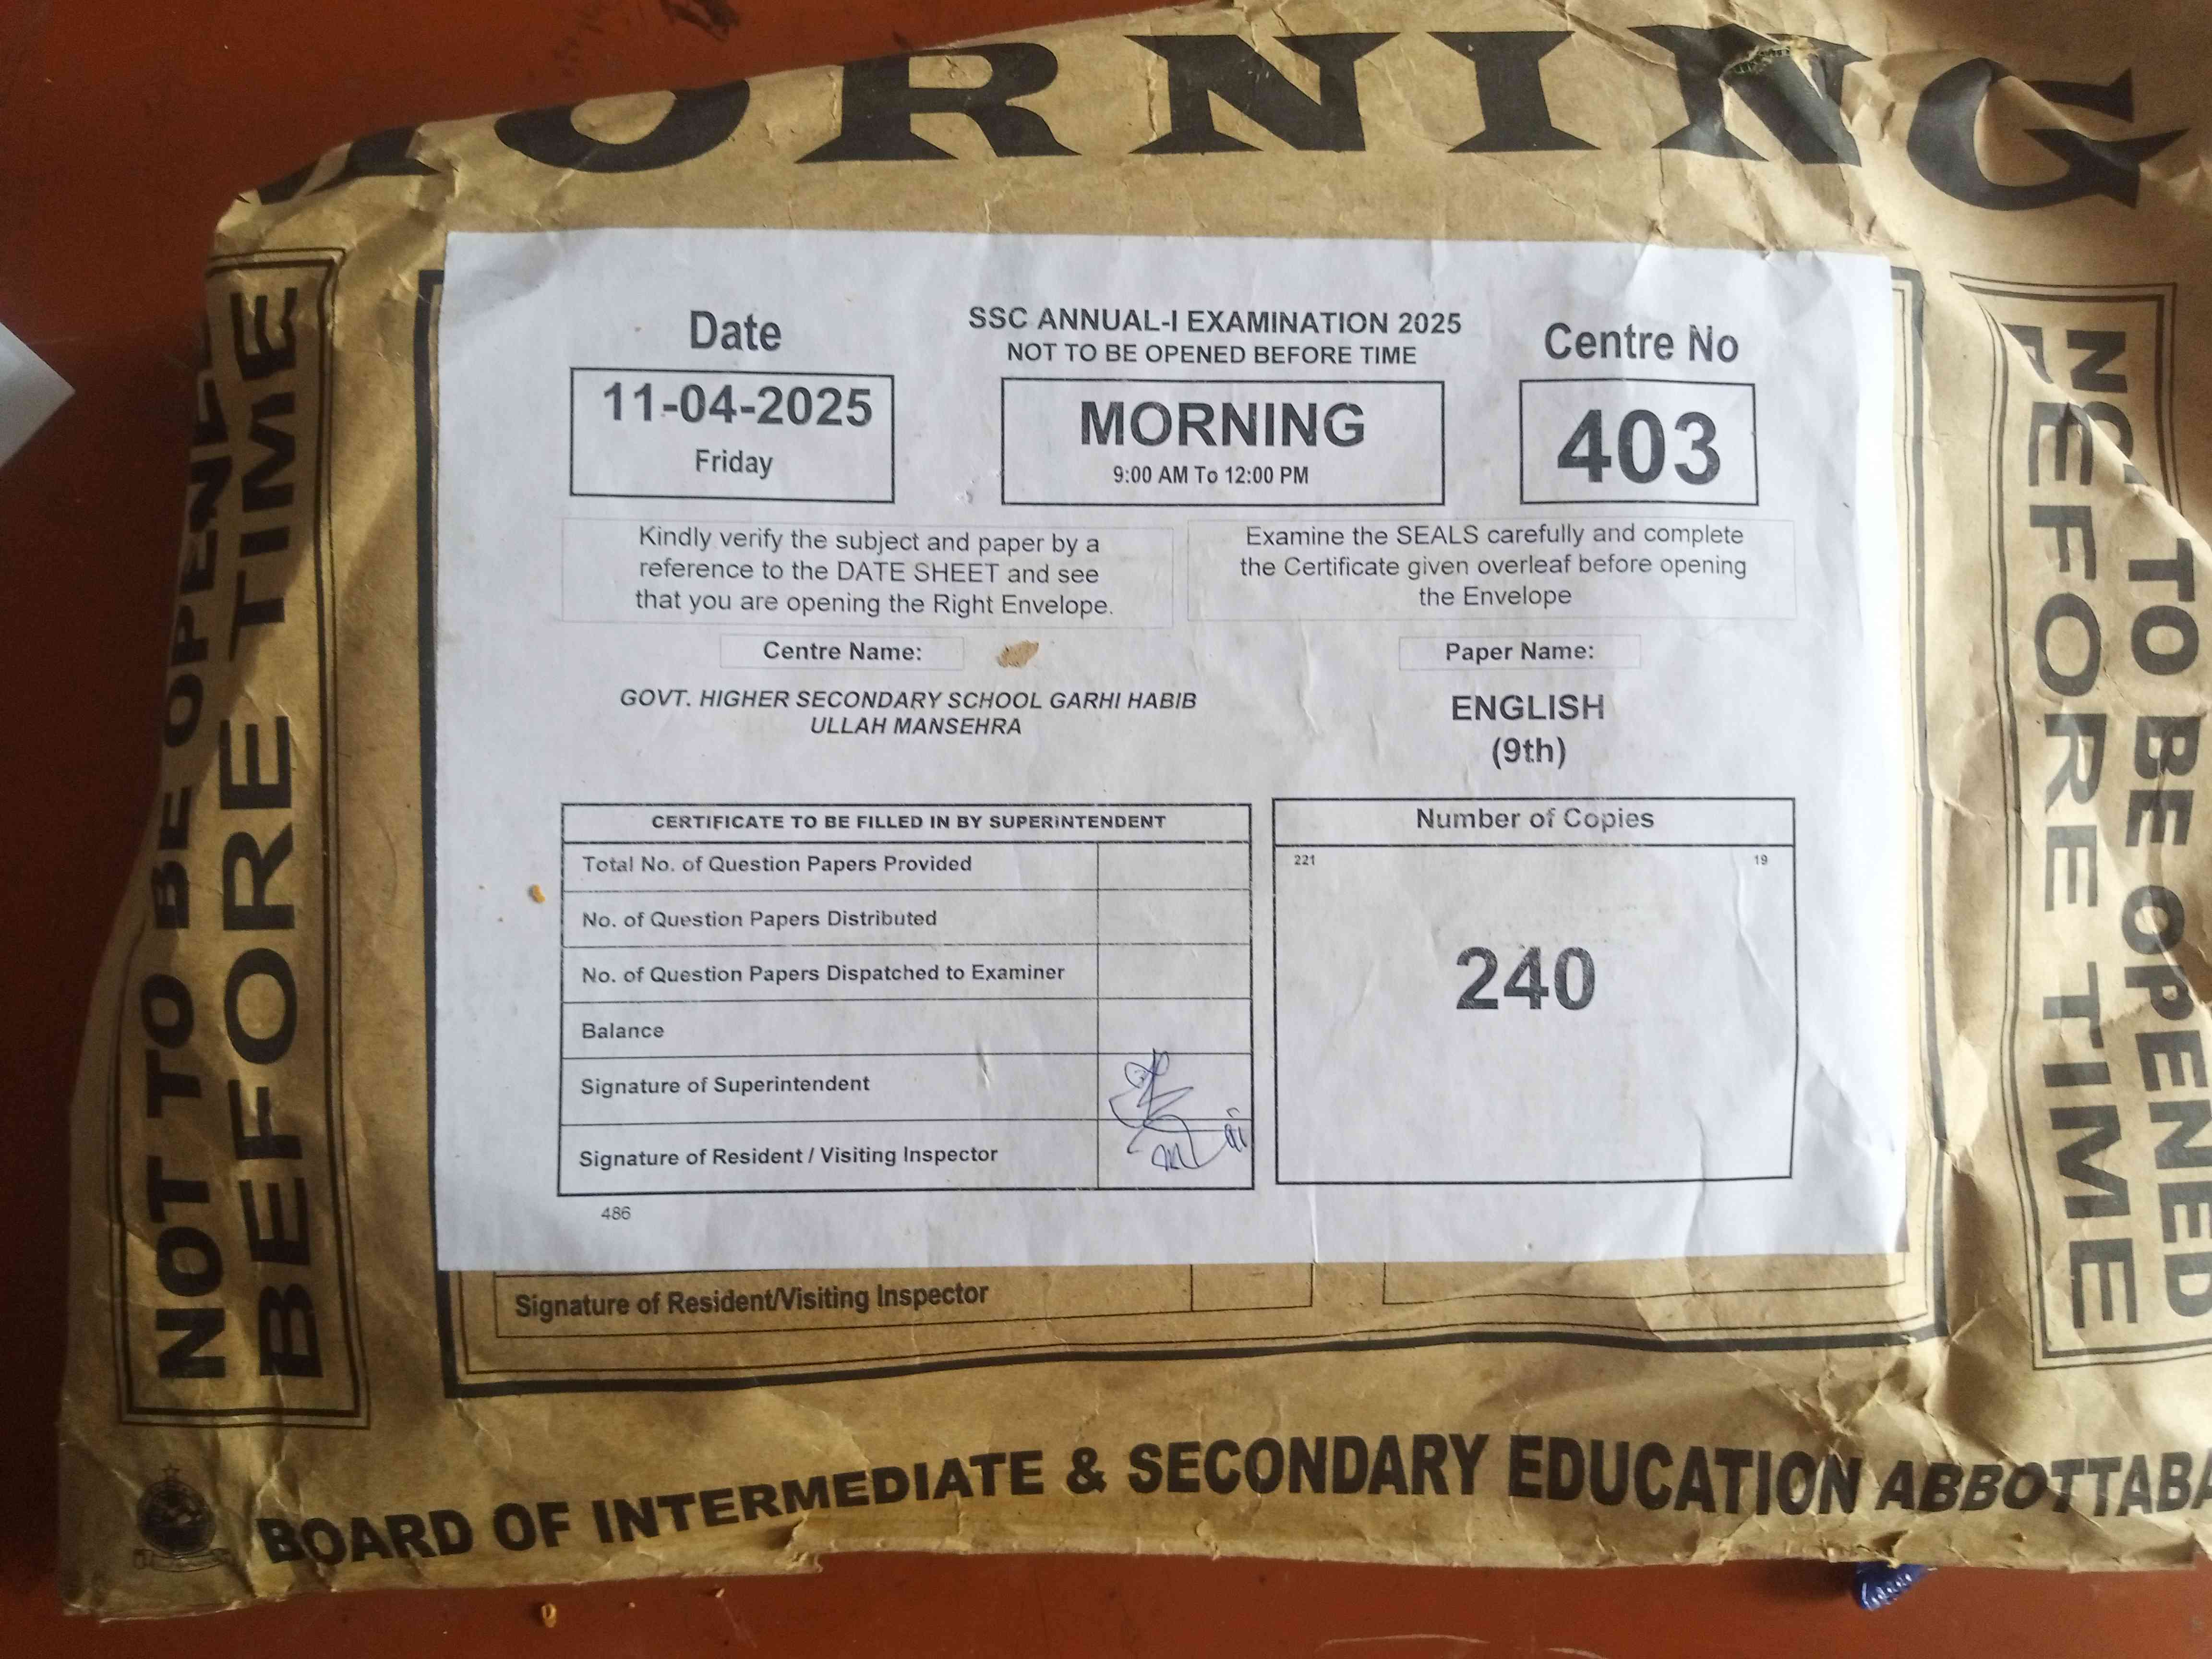 MORNING
NOT TO BE OPENED
BEFORE TIME
Date
11-04-2025
Friday
SSC ANNUAL-I EXAMINATION 2025
NOT TO BE OPENED BEFORE TIME
MORNING
9:00 AM To 12:00 PM
Centre No
403
Kindly verify the subject and paper by a
reference to the DATE SHEET and see
that you are opening the Right Envelope.
Examine the SEALS carefully and complete
the Certificate given overleaf before opening
the Envelope
Centre Name:
GOVT. HIGHER SECONDARY SCHOOL GARHI HABIB
ULLAH MANSEHRA
Paper Name:
ENGLISH
(9th)
CERTIFICATE TO BE FILLED IN BY SUPERINTENDENT
Total No. of Question Papers Provided
No. of Question Papers Distributed
No. of Question Papers Dispatched to Examiner
Balance
Signature of Superintendent
Signature of Resident / Visiting Inspector
486
Number of Copies
221 19
240
Signature of Resident/Visiting Inspector
NOT TO BE OPENED
BEFORE TIME
BOARD OF INTERMEDIATE & SECONDARY EDUCATION ABBOTTABA